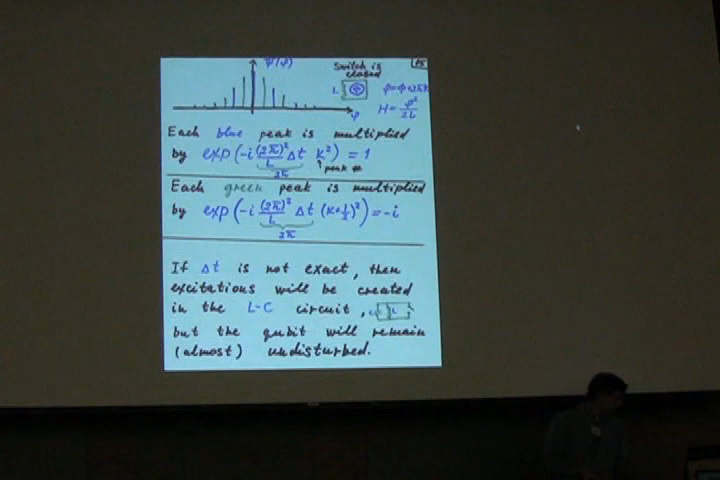 ψ(φ)
Switch is
closed
L
φ
H = φ²/2L
Each blue peak is multiplied
by exp(-i (2π)²/L Δt k²) = 1
2π
peak #
Each green peak is multiplied
by exp(-i (2π)²/L Δt (k+½)²) = -i
2π
If Δt is not exact, then
excitations will be created
in the L-C circuit,
L
but the qubit will remain
(almost) undisturbed.